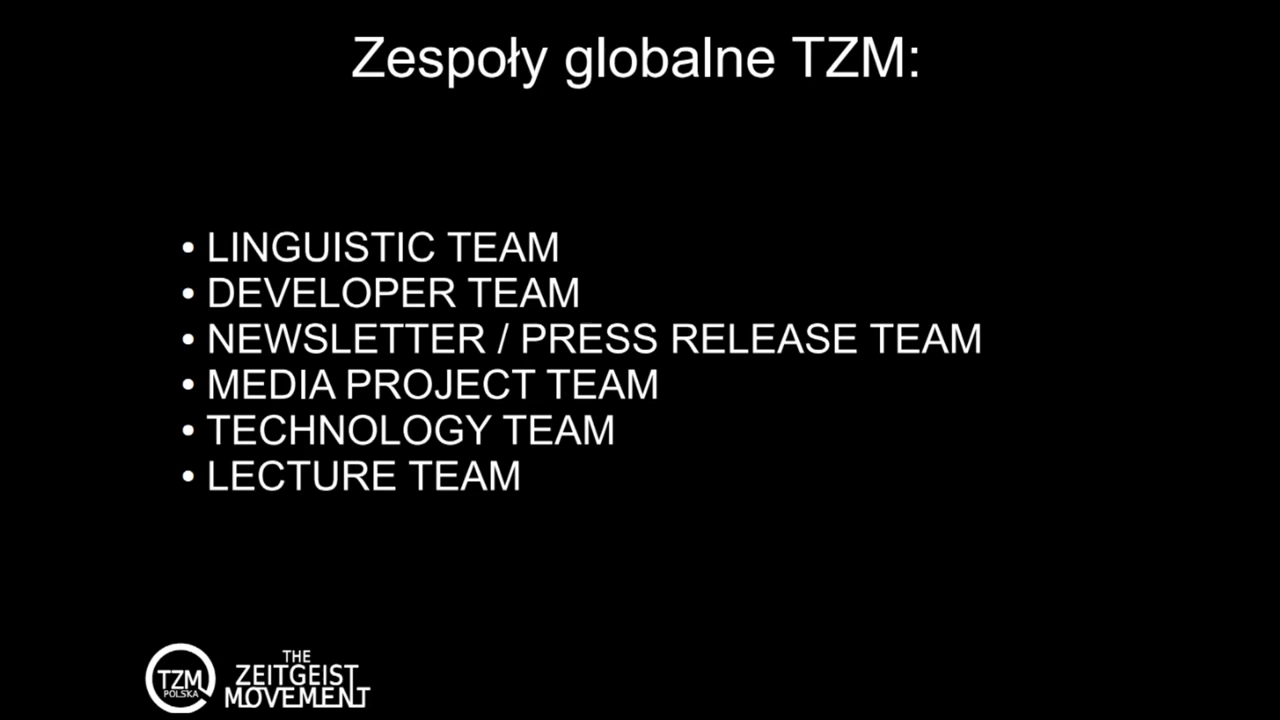 Zespoły globalne TZM:
• LINGUISTIC TEAM
• DEVELOPER TEAM
• NEWSLETTER / PRESS RELEASE TEAM
• MEDIA PROJECT TEAM
• TECHNOLOGY TEAM
• LECTURE TEAM
TZM
POLSKA
THE
ZEITGEIST
MOVEMENT